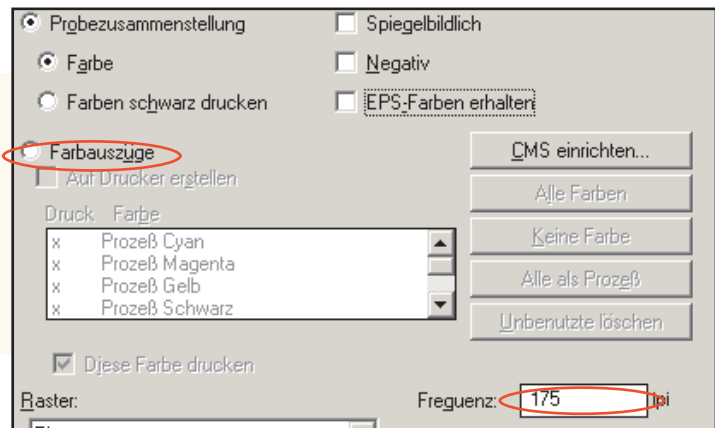 Probezusammenstellung
Spiegelbildlich
Farbe
Negativ
Farben schwarz drucken
EPS-Farben erhalten
Farbauszüge
CMS einrichten...
Auf Drucker erstellen
Alle Farben
Druck Farbe
Keine Farbe
x Prozeß Cyan
x Prozeß Magenta
x Prozeß Gelb
x Prozeß Schwarz
Alle als Prozeß
Unbenutzte löschen
Diese Farbe drucken
Raster:
Freguenz: 175 lpi